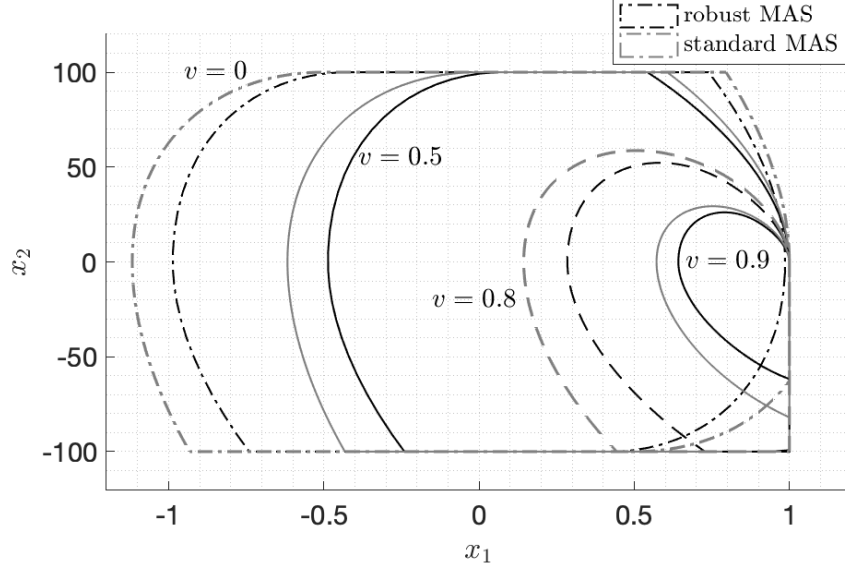 robust MAS
standard MAS
100
50
0
-50
-100
x₂
v = 0
v = 0.5
v = 0.8
v = 0.9
-1
-0.5
0
0.5
1
x₁